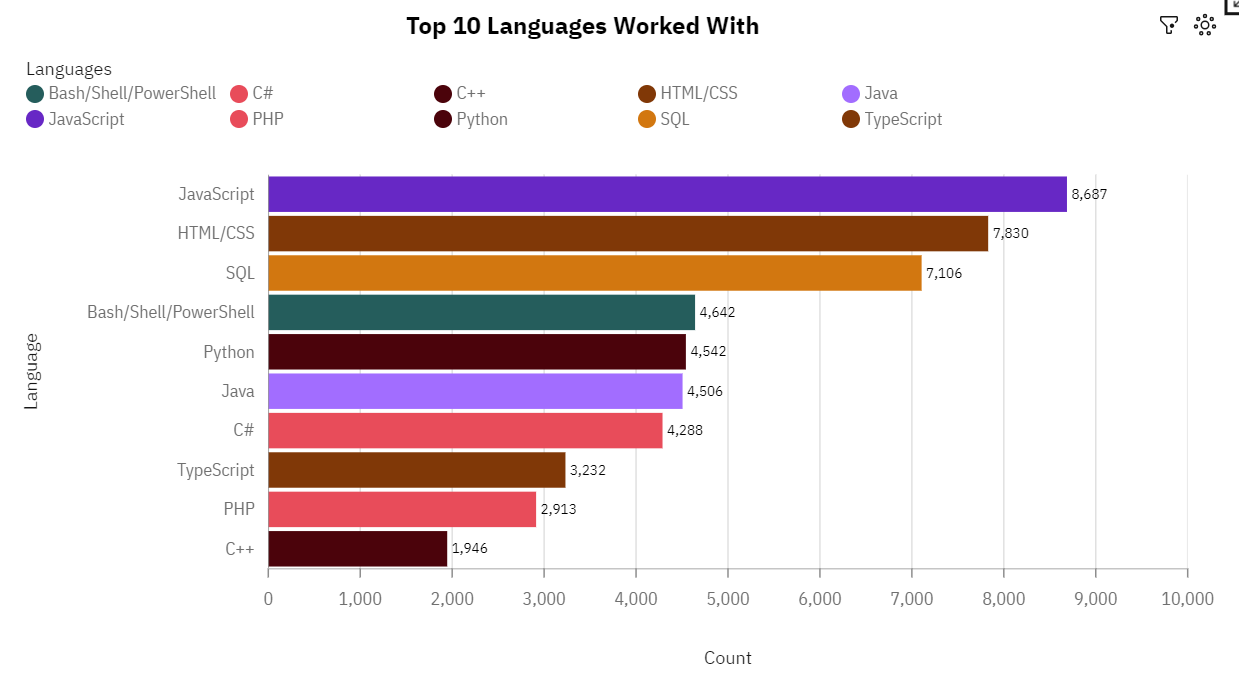 Top 10 Languages Worked With
Languages
Bash/Shell/PowerShell C# C++ HTML/CSS Java
JavaScript PHP Python SQL TypeScript
JavaScript 8,687
HTML/CSS 7,830
SQL 7,106
Bash/Shell/PowerShell 4,642
Python 4,542
Java 4,506
C# 4,288
TypeScript 3,232
PHP 2,913
C++ 1,946
Language
0 1,000 2,000 3,000 4,000 5,000 6,000 7,000 8,000 9,000 10,000
Count